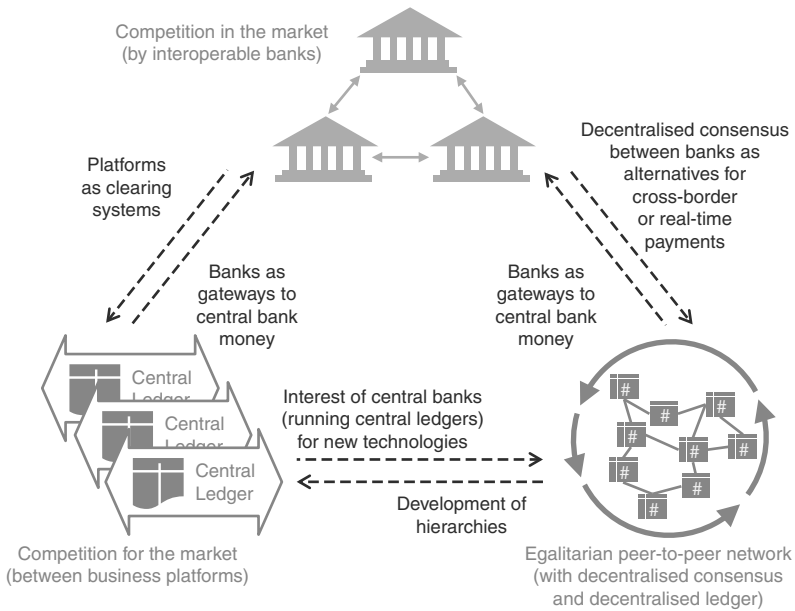 Competition in the market
(by interoperable banks)
Decentralised consensus
between banks as
alternatives for
cross-border
or real-time
payments
Platforms
as clearing
systems
Banks as
gateways to
central bank
money
Banks as
gateways to
central bank
money
Central
Ledger
Central
Ledger
Central
Ledger
Interest of central banks
(running central ledgers)
for new technologies
Development of
hierarchies
#
#
#
#
#
#
#
#
#
Competition for the market
(between business platforms)
Egalitarian peer-to-peer network
(with decentralised consensus
and decentralised ledger)